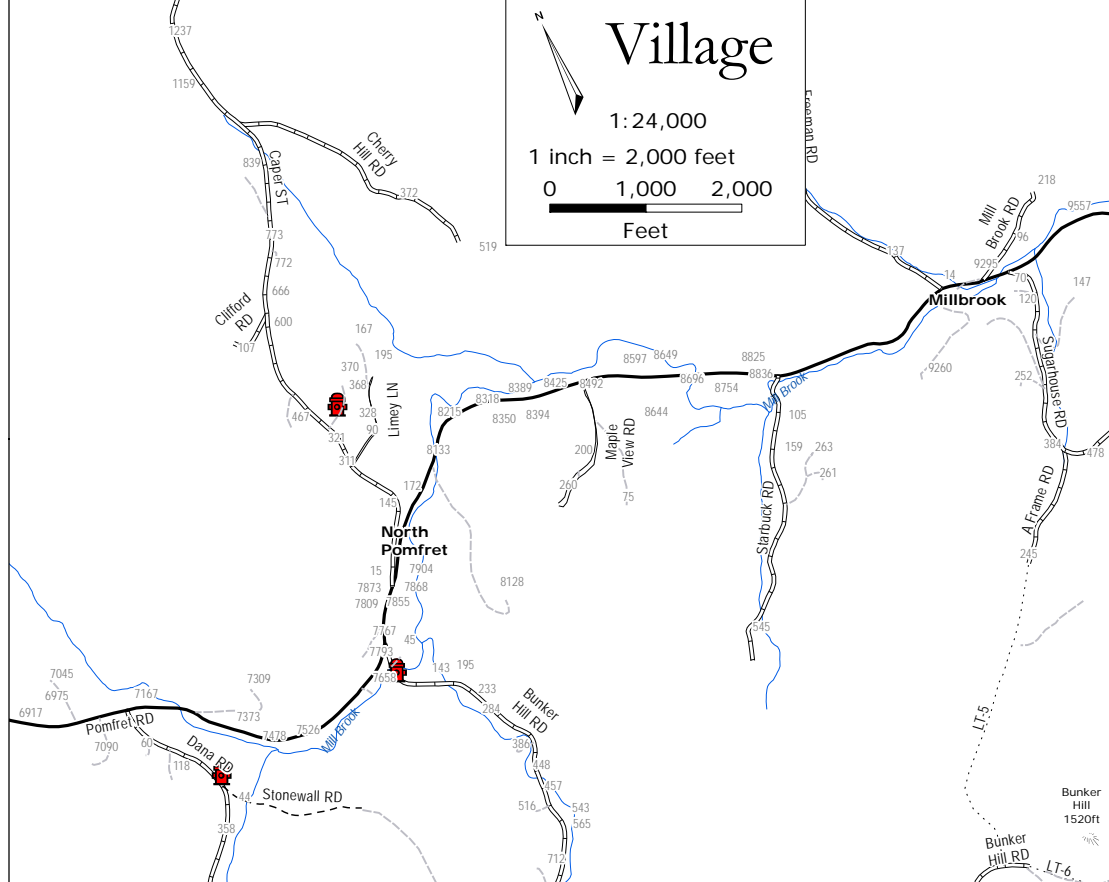 N
Village
1:24,000
1 inch = 2,000 feet
0 1,000 2,000
Feet
1237
1159
Cherry
Hill RD
372
519
839
Caper ST
773
772
666
600
Clifford
RD
107
167
195
370
368
328
90
Limey LN
467
321
311
145
172
North
Pomfret
15
7904
7873
7868
7809
7855
7767
45
7793
7658
143
195
233
284
Bunker
Hill RD
386
448
457
516
543
565
712
8133
8215
8318
8350
8389
8394
8425
8492
8597
8649
8644
8696
8754
8825
8836
Mill Brook
Maple
View RD
200
260
75
8128
105
159
263
261
Starbuck RD
545
Freeman RD
137
14
Millbrook
Mill
Brook RD
218
96
9295
9557
70
120
147
9260
252
Sugarhouse RD
384
478
A Frame RD
245
LT-5
Bunker
Hill
1520ft
Bunker
Hill RD
LT-6
7045
6975
6917
7167
Pomfret RD
7090
60
118
Dana RD
7309
7373
7478
7526
Mill Brook
44
Stonewall RD
358